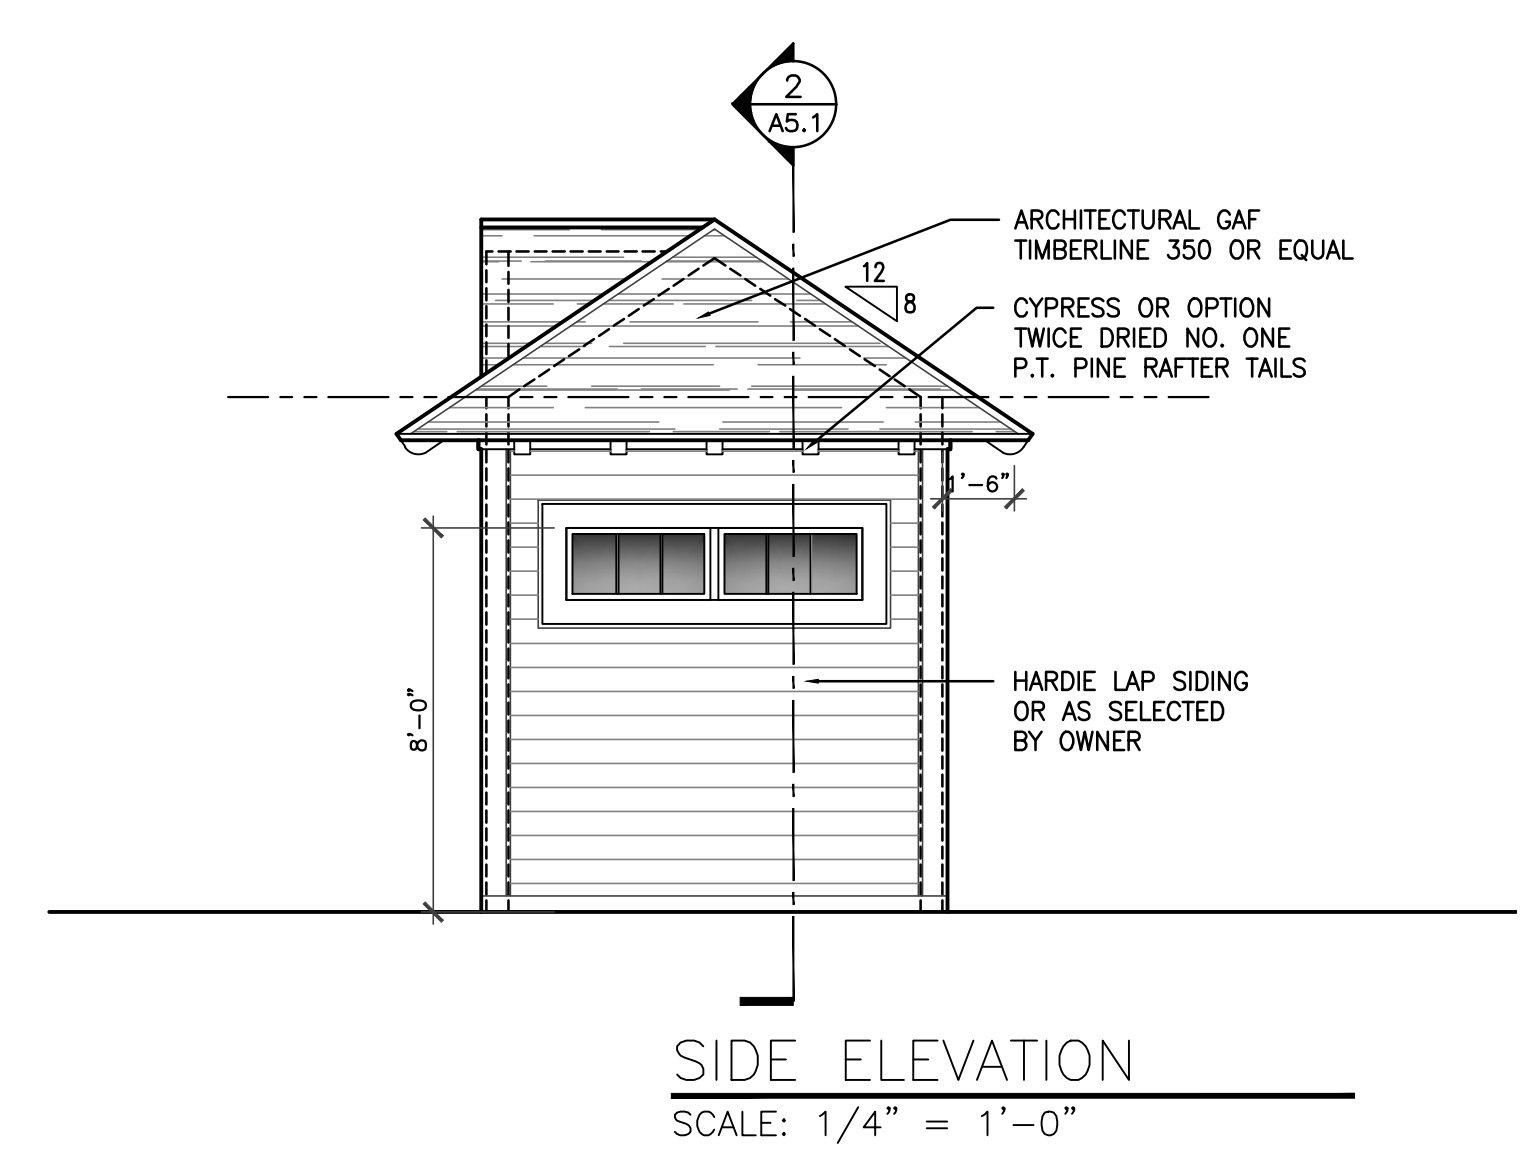 2
A5.1
ARCHITECTURAL GAF
TIMBERLINE 350 OR EQUAL
12
8
CYPRESS OR OPTION
TWICE DRIED NO. ONE
P.T. PINE RAFTER TAILS
1'-6"
8'-0"
HARDIE LAP SIDING
OR AS SELECTED
BY OWNER
SIDE ELEVATION
SCALE: 1/4" = 1'-0"